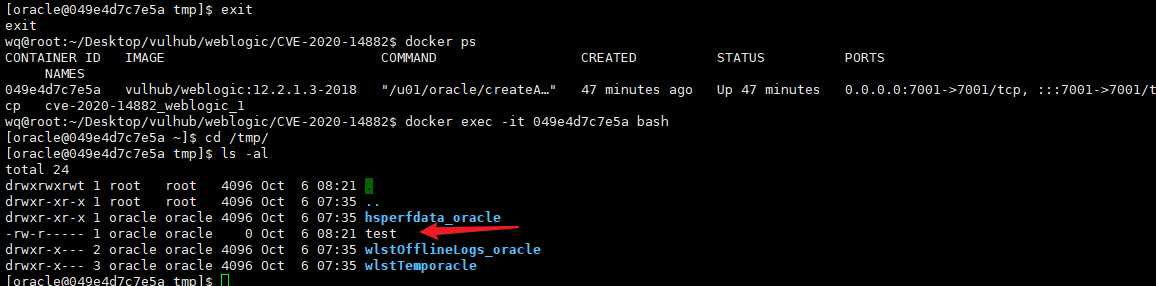 [oracle@049e4d7c7e5a tmp]$ exit
exit
wq@root:~/Desktop/vulhub/weblogic/CVE-2020-14882$ docker ps
CONTAINER ID   IMAGE                           COMMAND                  CREATED          STATUS          PORTS
     NAMES
049e4d7c7e5a   vulhub/weblogic:12.2.1.3-2018   "/u01/oracle/createA…"   47 minutes ago   Up 47 minutes   0.0.0.0:7001->7001/tcp, :::7001->7001/t
cp   cve-2020-14882_weblogic_1
wq@root:~/Desktop/vulhub/weblogic/CVE-2020-14882$ docker exec -it 049e4d7c7e5a bash
[oracle@049e4d7c7e5a ~]$ cd /tmp/
[oracle@049e4d7c7e5a tmp]$ ls -al
total 24
drwxrwxrwt 1 root   root   4096 Oct  6 08:21 .
drwxr-xr-x 1 root   root   4096 Oct  6 07:35 ..
drwxr-xr-x 1 oracle oracle 4096 Oct  6 07:35 hsperfdata_oracle
-rw-r----- 1 oracle oracle    0 Oct  6 08:21 test
drwxr-x--- 2 oracle oracle 4096 Oct  6 07:35 wlstOfflineLogs_oracle
drwxr-x--- 3 oracle oracle 4096 Oct  6 07:35 wlstTemporacle
[oracle@049e4d7c7e5a tmp]$